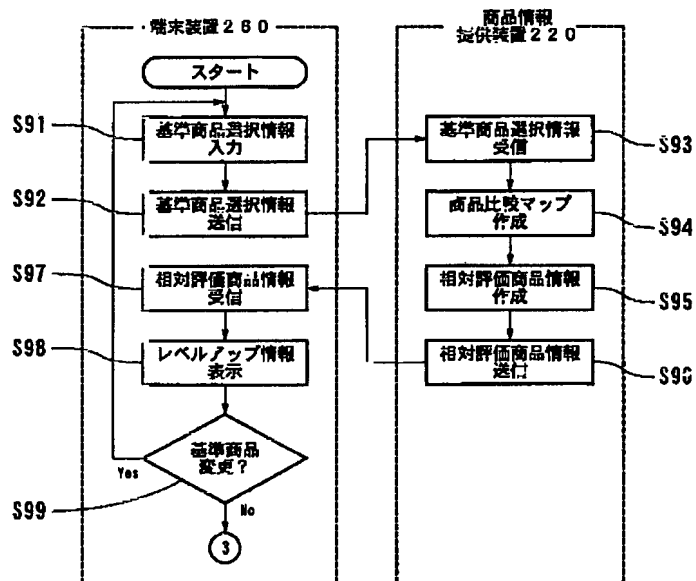 端末装置260
スタート
S91
基準商品選択情報
入力
S92
基準商品選択情報
送信
S97
相対評価商品情報
受信
S98
レベルアップ情報
表示
基準商品
変更?
Yes
No
S99
3
商品情報
提供装置220
基準商品選択情報
受信
S93
商品比較マップ
作成
S94
相対評価商品情報
作成
S95
相対評価商品情報
送付
S96